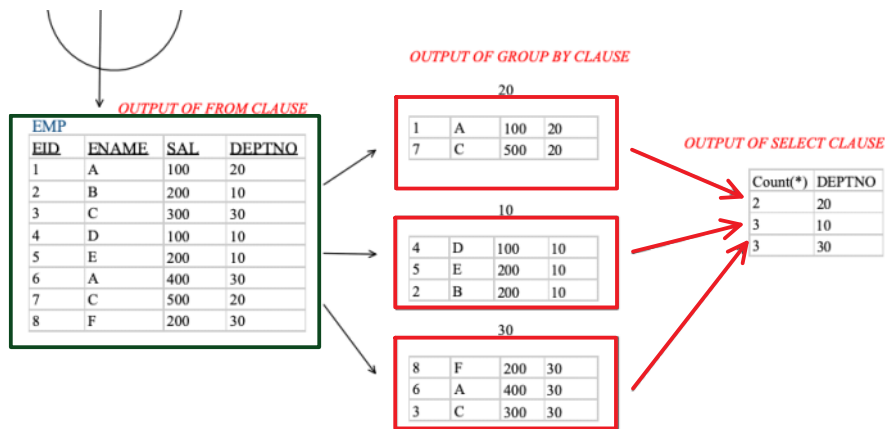 OUTPUT OF FROM CLAUSE
EMP
EID ENAME SAL DEPTNO
1 A 100 20
2 B 200 10
3 C 300 30
4 D 100 10
5 E 200 10
6 A 400 30
7 C 500 20
8 F 200 30
OUTPUT OF GROUP BY CLAUSE
20
1 A 100 20
7 C 500 20
10
4 D 100 10
5 E 200 10
2 B 200 10
30
8 F 200 30
6 A 400 30
3 C 300 30
OUTPUT OF SELECT CLAUSE
Count(*) DEPTNO
2 20
3 10
3 30